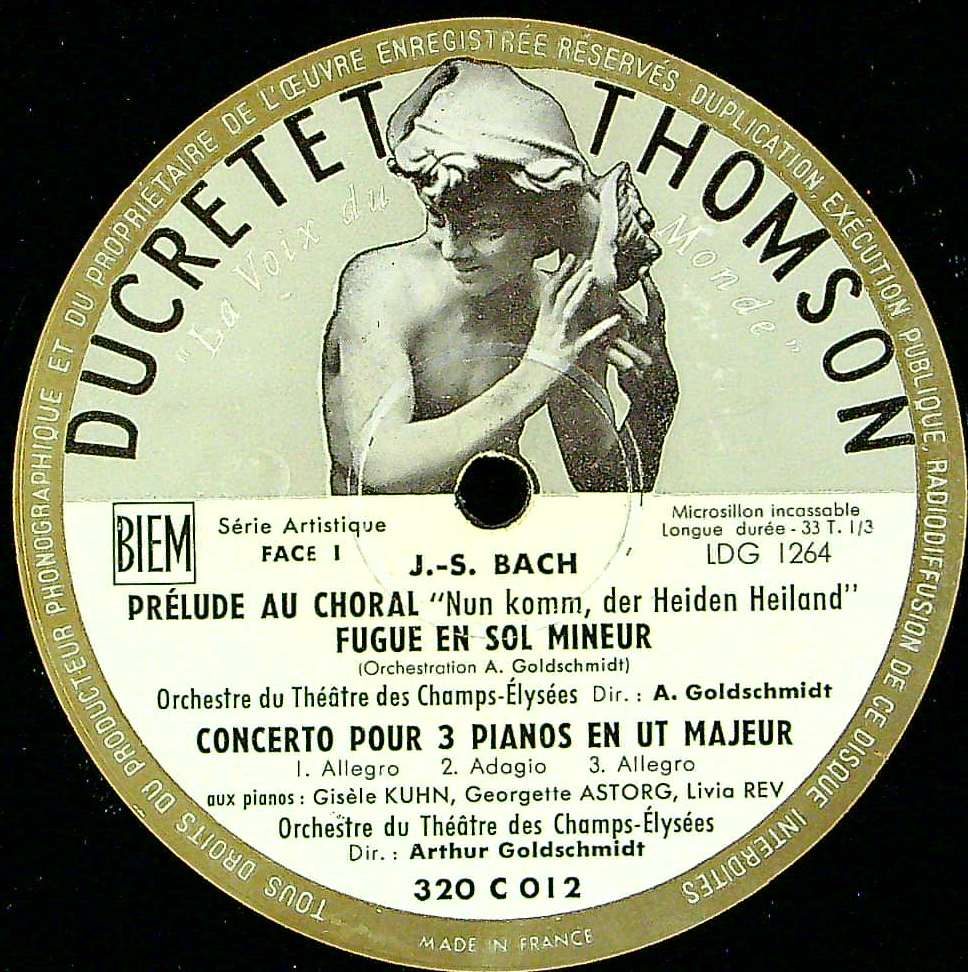 TOUS DROITS DU PRODUCTEUR PHONOGRAPHIQUE ET DU PROPRIÉTAIRE DE L'ŒUVRE ENREGISTRÉE RÉSERVÉS DUPLICATION, EXÉCUTION PUBLIQUE, RADIODIFFUSION DE CE DISQUE INTERDITES
DUCRETET THOMSON
"La Voix du Monde"
BIEM
Série Artistique
FACE 1
Microsillon incassable
Longue durée - 33 T. 1/3
LDG 1264
J.-S. BACH
PRÉLUDE AU CHORAL "Nun komm, der Heiden Heiland"
FUGUE EN SOL MINEUR
(Orchestration A. Goldschmidt)
Orchestre du Théâtre des Champs-Élysées Dir. : A. Goldschmidt
CONCERTO POUR 3 PIANOS EN UT MAJEUR
1. Allegro 2. Adagio 3. Allegro
aux pianos : Gisèle KUHN, Georgette ASTORG, Livia REV
Orchestre du Théâtre des Champs-Élysées
Dir. : Arthur Goldschmidt
320 C 012
MADE IN FRANCE